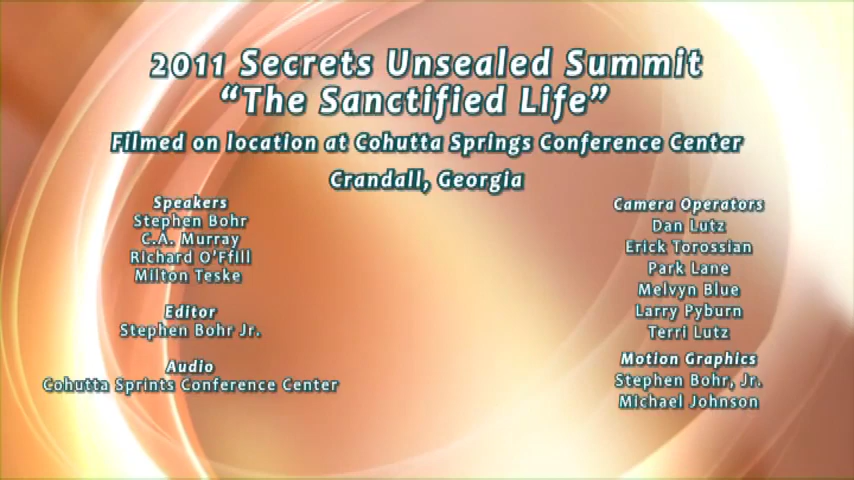 2011 Secrets Unsealed Summit
“The Sanctified Life”
Filmed on location at Cohutta Springs Conference Center
Crandall, Georgia
Speakers
Stephen Bohr
C.A. Murray
Richard O’Ffill
Milton Teske
Editor
Stephen Bohr Jr.
Audio
Cohutta Sprints Conference Center
Camera Operators
Dan Lutz
Erick Torossian
Park Lane
Melvyn Blue
Larry Pyburn
Terri Lutz
Motion Graphics
Stephen Bohr, Jr.
Michael Johnson